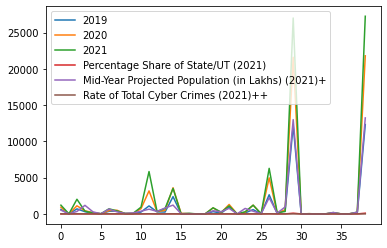 2019
2020
2021
Percentage Share of State/UT (2021)
Mid-Year Projected Population (in Lakhs) (2021)+
Rate of Total Cyber Crimes (2021)++
25000
20000
15000
10000
5000
0
0 5 10 15 20 25 30 35